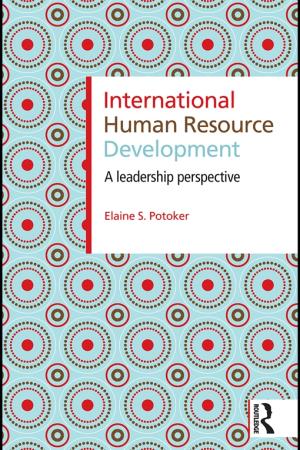 International
Human Resource
Development
A leadership perspective
Elaine S. Potoker
ROUTLEDGE